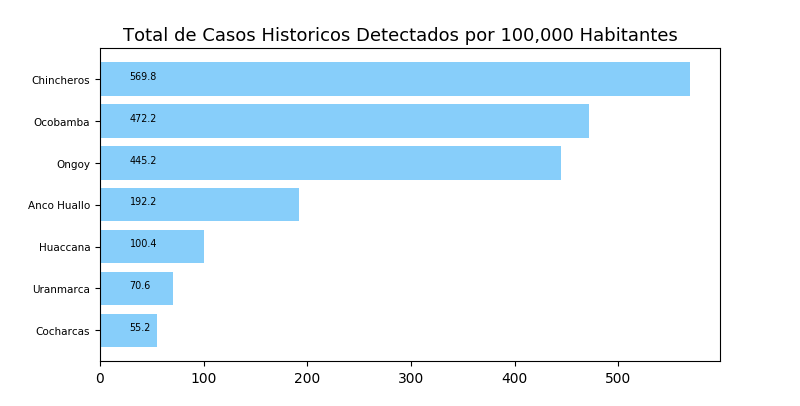 Total de Casos Historicos Detectados por 100,000 Habitantes
Chincheros 569.8
Ocobamba 472.2
Ongoy 445.2
Anco Huallo 192.2
Huaccana 100.4
Uranmarca 70.6
Cocharcas 55.2
0 100 200 300 400 500